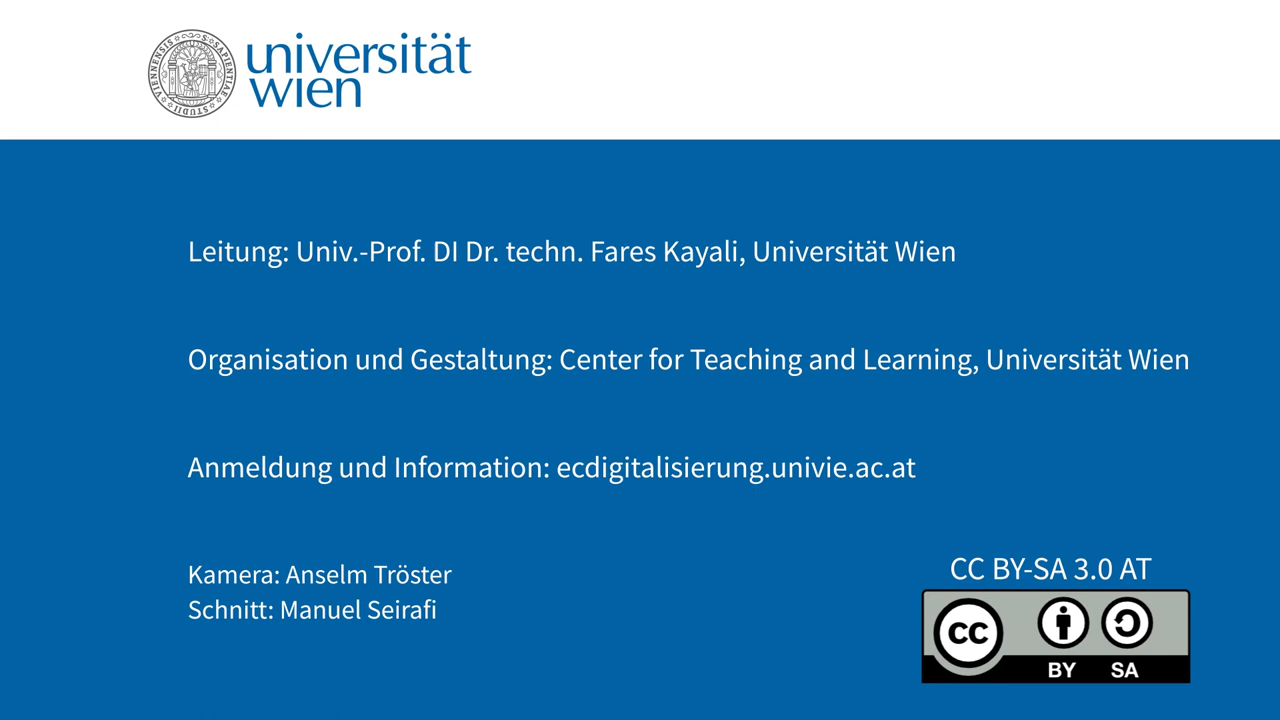 universität
wien
STUDII VIENNENSIS
Leitung: Univ.-Prof. DI Dr. techn. Fares Kayali, Universität Wien
Organisation und Gestaltung: Center for Teaching and Learning, Universität Wien
Anmeldung und Information: ecdigitalisierung.univie.ac.at
Kamera: Anselm Tröster
Schnitt: Manuel Seirafi
CC BY-SA 3.0 AT
cc
BY SA